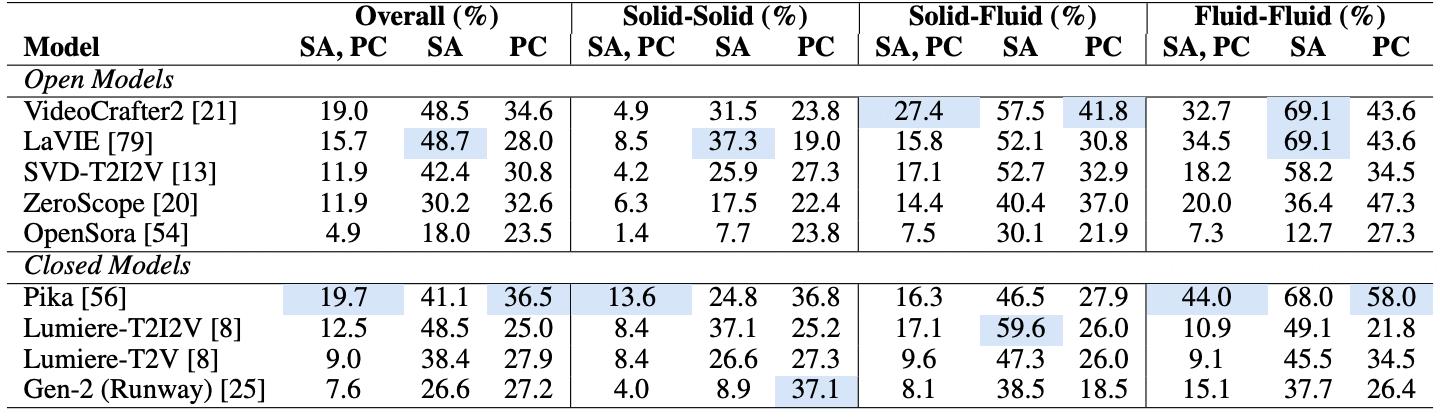 Overall (%) Solid-Solid (%) Solid-Fluid (%) Fluid-Fluid (%)
Model SA, PC SA PC SA, PC SA PC SA, PC SA PC SA, PC SA PC
Open Models
VideoCrafter2 [21] 19.0 48.5 34.6 4.9 31.5 23.8 27.4 57.5 41.8 32.7 69.1 43.6
LaVIE [79] 15.7 48.7 28.0 8.5 37.3 19.0 15.8 52.1 30.8 34.5 69.1 43.6
SVD-T2I2V [13] 11.9 42.4 30.8 4.2 25.9 27.3 17.1 52.7 32.9 18.2 58.2 34.5
ZeroScope [20] 11.9 30.2 32.6 6.3 17.5 22.4 14.4 40.4 37.0 20.0 36.4 47.3
OpenSora [54] 4.9 18.0 23.5 1.4 7.7 23.8 7.5 30.1 21.9 7.3 12.7 27.3
Closed Models
Pika [56] 19.7 41.1 36.5 13.6 24.8 36.8 16.3 46.5 27.9 44.0 68.0 58.0
Lumiere-T2I2V [8] 12.5 48.5 25.0 8.4 37.1 25.2 17.1 59.6 26.0 10.9 49.1 21.8
Lumiere-T2V [8] 9.0 38.4 27.9 8.4 26.6 27.3 9.6 47.3 26.0 9.1 45.5 34.5
Gen-2 (Runway) [25] 7.6 26.6 27.2 4.0 8.9 37.1 8.1 38.5 18.5 15.1 37.7 26.4